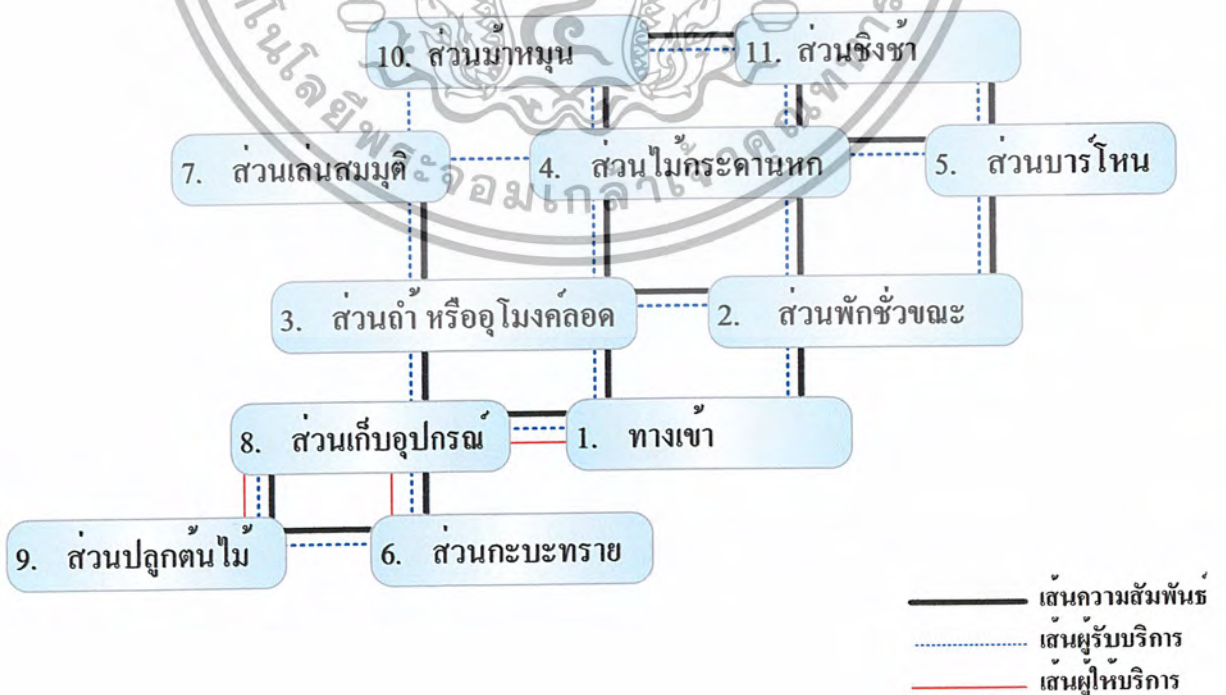 10. ส่วนม้าหมุน
11. ส่วนชิงช้า
7. ส่วนเล่นสมมุติ
4. ส่วนไม้กระดานหก
5. ส่วนบาร์โหน
3. ส่วนถ้ำ หรืออุโมงค์ลอด
2. ส่วนพักชั่วขณะ
8. ส่วนเก็บอุปกรณ์
1. ทางเข้า
9. ส่วนปลูกต้นไม้
6. ส่วนกะบะทราย
เส้นความสัมพันธ์
เส้นผู้รับบริการ
เส้นผู้ให้บริการ